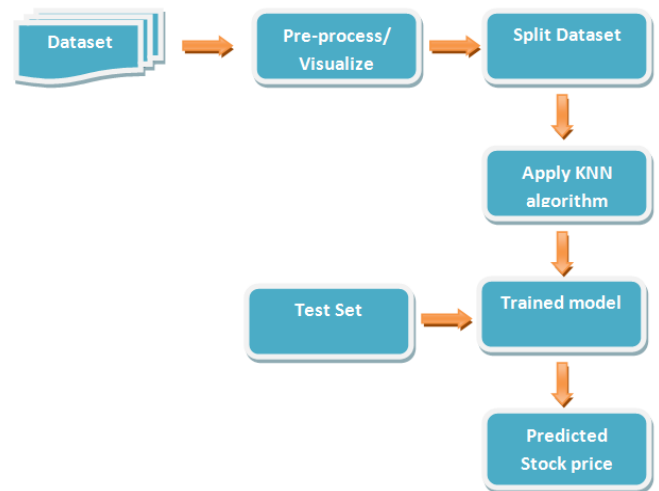 Dataset
Pre-process/
Visualize
Split Dataset
Apply KNN
algorithm
Test Set
Trained model
Predicted
Stock price